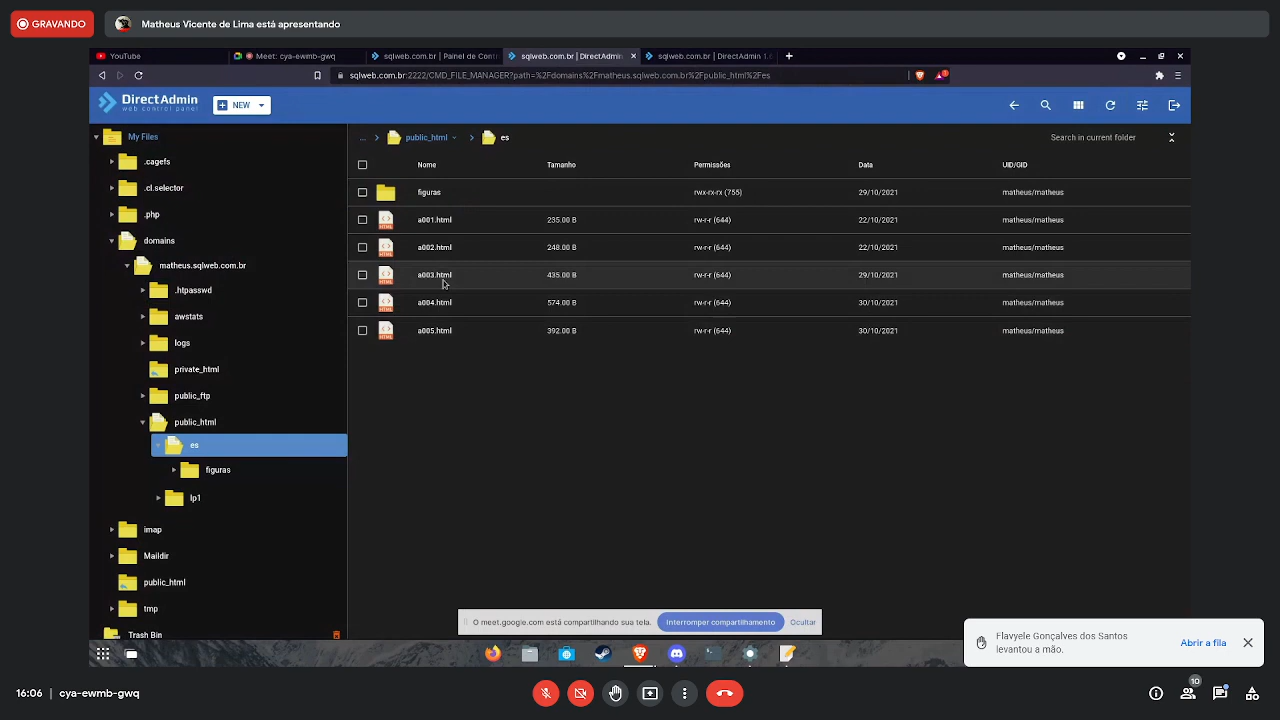 GRAVANDO
Matheus Vicente de Lima está apresentando
YouTube
Meet: cya-ewmb-gwq
sqlweb.com.br | Painel de Cont
sqlweb.com.br | DirectAdmin
sqlweb.com.br | DirectAdmin 1.6
sqlweb.com.br:2222/CMD_FILE_MANAGER?path=%2Fdomains%2Fmatheus.sqlweb.com.br%2Fpublic_html%2Fes
DirectAdmin
web control panel
NEW
My Files
... public_html es
Search in current folder
Nome Tamanho Permissões Data UID/GID
figuras rwx-rx-rx (755) 29/10/2021 matheus/matheus
a001.html 235.00 B rw-r-r (644) 22/10/2021 matheus/matheus
a002.html 248.00 B rw-r-r (644) 22/10/2021 matheus/matheus
a003.html 435.00 B rw-r-r (644) 29/10/2021 matheus/matheus
a004.html 574.00 B rw-r-r (644) 30/10/2021 matheus/matheus
a005.html 392.00 B rw-r-r (644) 30/10/2021 matheus/matheus
.cagefs
.cl.selector
.php
domains
matheus.sqlweb.com.br
.htpasswd
awstats
logs
private_html
public_ftp
public_html
es
figuras
lp1
imap
Maildir
public_html
tmp
Trash Bin
O meet.google.com está compartilhando sua tela. Interromper compartilhamento Ocultar
Flavyele Gonçalves dos Santos
levantou a mão.
Abrir a fila
16:06 | cya-ewmb-gwq
10